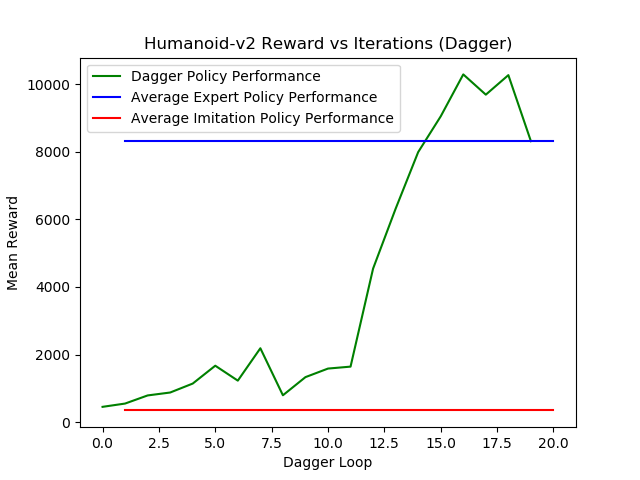 Humanoid-v2 Reward vs Iterations (Dagger)
Dagger Policy Performance
Average Expert Policy Performance
Average Imitation Policy Performance
10000
8000
6000
4000
2000
0
Mean Reward
0.0 2.5 5.0 7.5 10.0 12.5 15.0 17.5 20.0
Dagger Loop